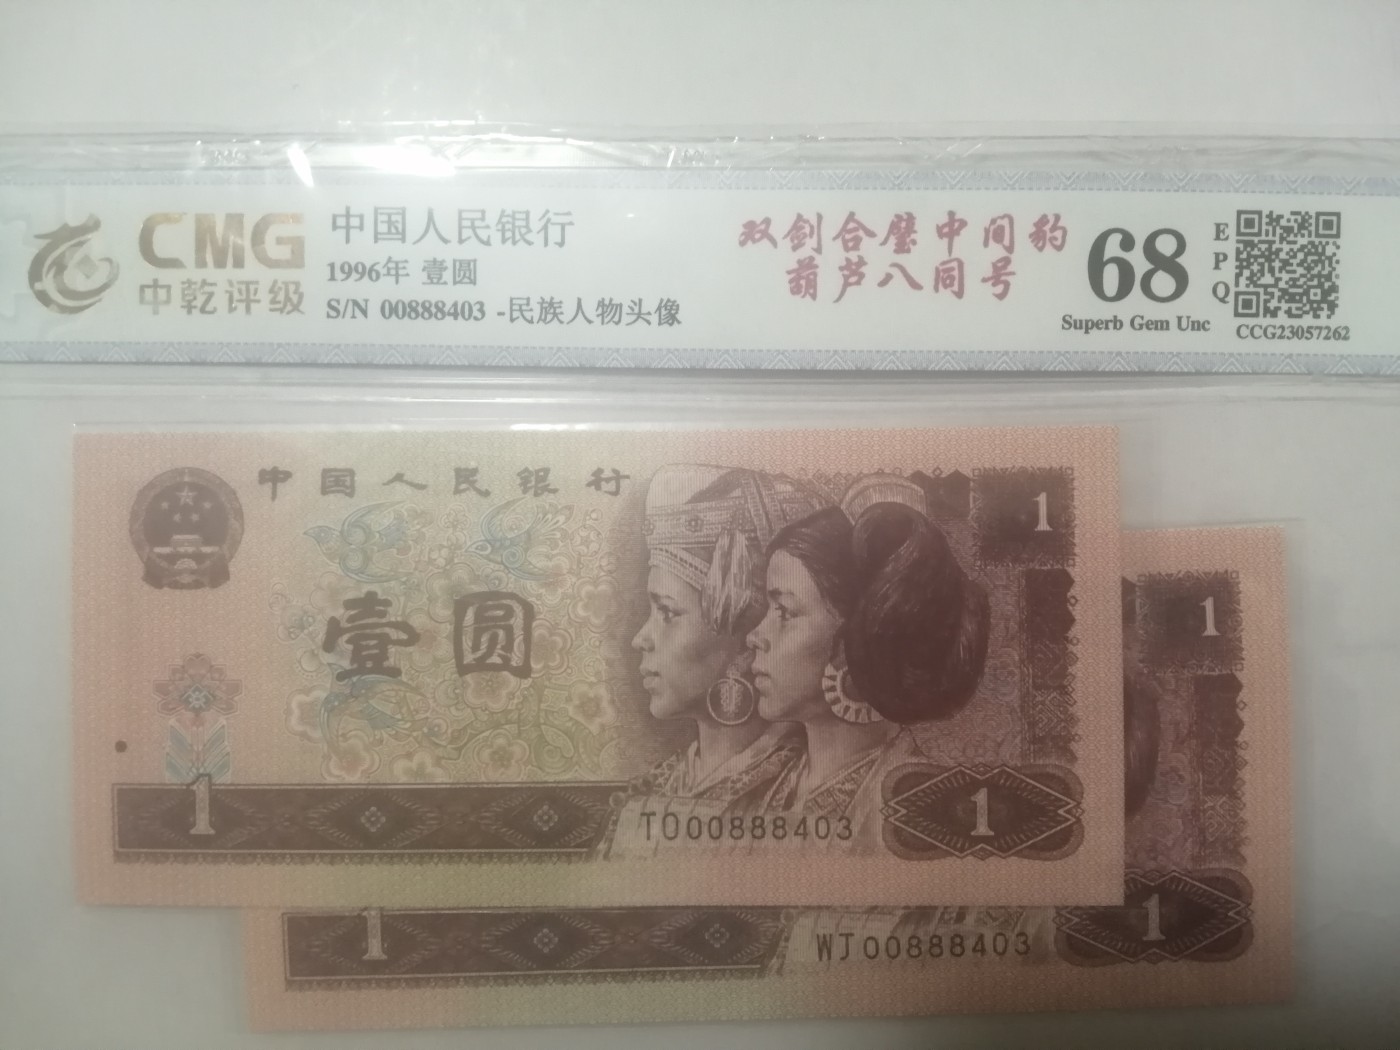 CMG
中乾评级
中国人民银行
1996年 壹圆
S/N 00888403 -民族人物头像
双剑合璧中间豹
葫芦八同号
68
EPQ
Superb Gem Unc
CCG23057262
中国人民银行
壹圆
1
1
1
TO00888403
1
1
1
WJ00888403
1